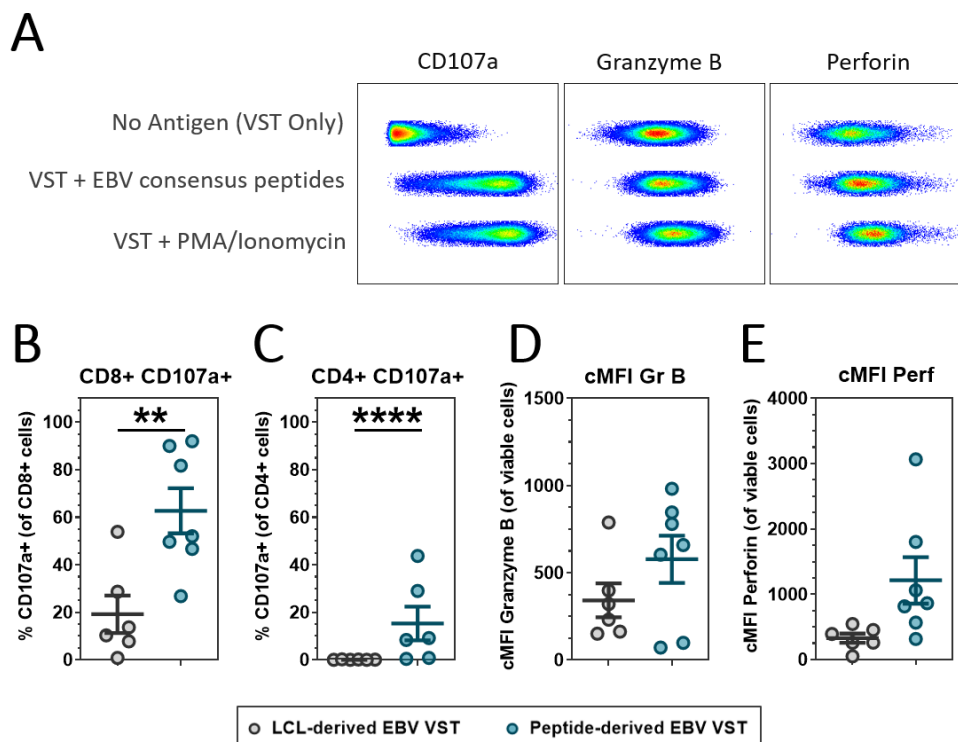 A
CD107a Granzyme B Perforin
No Antigen (VST Only)
VST + EBV consensus peptides
VST + PMA/Ionomycin
B C D E
CD8+ CD107a+
% CD107a+ (of CD8+ cells)
100
80
60
40
20
0
**
CD4+ CD107a+
% CD107a+ (of CD4+ cells)
100
80
60
40
20
0
****
cMFI Gr B
cMFI Granzyme B (of viable cells)
1500
1000
500
0
cMFI Perf
cMFI Perforin (of viable cells)
4000
3000
2000
1000
0
LCL-derived EBV VST Peptide-derived EBV VST